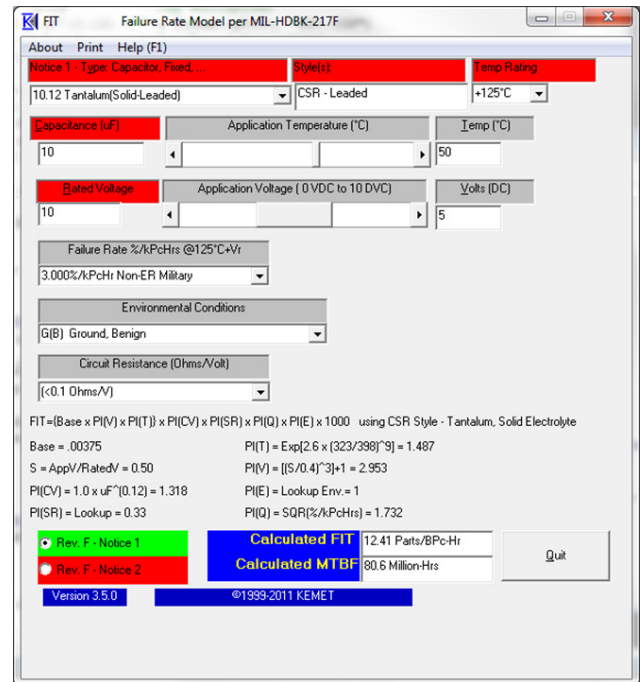 FIT Failure Rate Model per MIL-HDBK-217F
About Print Help (F1)
Notice 1 - Type: Capacitor, Fixed, ... Style(s): Temp Rating
10.12 Tantalum(Solid-Leaded) CSR - Leaded +125°C
Capacitance (uF) Application Temperature (°C) Temp (°C)
10 50
Rated Voltage Application Voltage ( 0 VDC to 10 DVC) Volts (DC)
10 5
Failure Rate %/kPcHrs @125°C+Vr
3.000%/kPcHr Non-ER Military
Environmental Conditions
G(B) Ground, Benign
Circuit Resistance (Ohms/Volt)
(<0.1 Ohms/V)
FIT={Base x PI(V) x PI(T)} x PI(CV) x PI(SR) x PI(Q) x PI(E) x 1000 using CSR Style - Tantalum, Solid Electrolyte
Base = .00375 PI(T) = Exp[2.6 x (323/398)^9] = 1.487
S = AppV/RatedV = 0.50 PI(V) = [(S/0.4)^3]+1 = 2.953
PI(CV) = 1.0 x uF^(0.12) = 1.318 PI(E) = Lookup Env.= 1
PI(SR) = Lookup = 0.33 PI(Q) = SQR(%/kPcHrs) = 1.732
Rev. F - Notice 1 Calculated FIT 12.41 Parts/BPc-Hr
Quit
Rev. F - Notice 2 Calculated MTBF 80.6 Million-Hrs
Version 3.5.0 ©1999-2011 KEMET